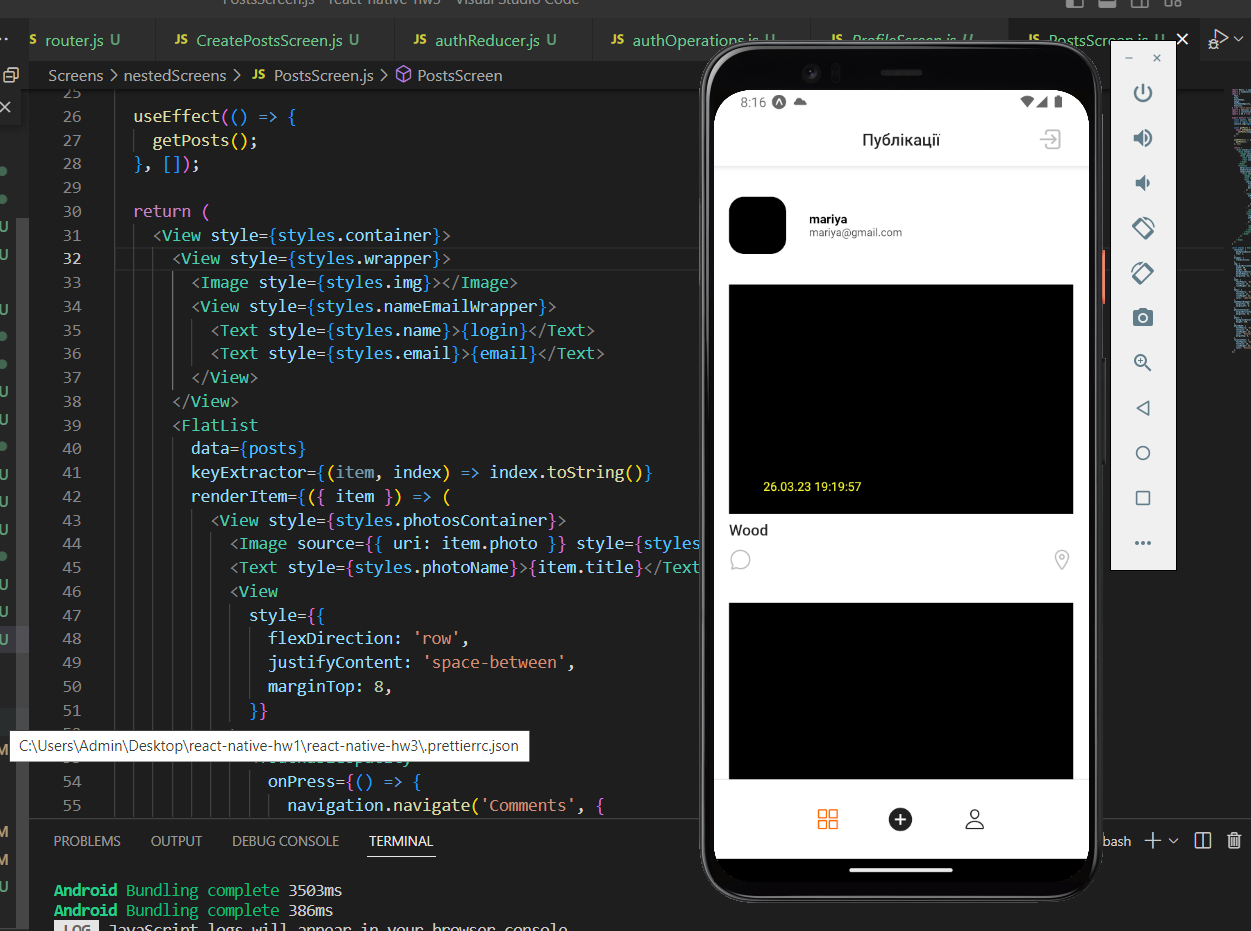 PostsScreen.js - react-native-hw3 - Visual Studio Code
JS router.js U
JS CreatePostsScreen.js U
JS authReducer.js U
JS authOperations.js U
JS ProfileScreen.js U
JS PostsScreen.js U
Screens > nestedScreens > JS PostsScreen.js > PostsScreen
25
26 useEffect(() => {
27 getPosts();
28 }, []);
29
30 return (
31 <View style={styles.container}>
32 <View style={styles.wrapper}>
33 <Image style={styles.img}></Image>
34 <View style={styles.nameEmailWrapper}>
35 <Text style={styles.name}>{login}</Text>
36 <Text style={styles.email}>{email}</Text>
37 </View>
38 </View>
39 <FlatList
40 data={posts}
41 keyExtractor={(item, index) => index.toString()}
42 renderItem={({ item }) => (
43 <View style={styles.photosContainer}>
44 <Image source={{ uri: item.photo }} style={styles
45 <Text style={styles.photoName}>{item.title}</Text
46 <View
47 style={{
48 flexDirection: 'row',
49 justifyContent: 'space-between',
50 marginTop: 8,
51 }}
C:\Users\Admin\Desktop\react-native-hw1\react-native-hw3\.prettierrc.json
54 onPress={() => {
55 navigation.navigate('Comments', {
PROBLEMS
OUTPUT
DEBUG CONSOLE
TERMINAL
bash
Android Bundling complete 3503ms
Android Bundling complete 386ms
LOG JavaScript logs will appear in your browser console
8:16
Публікації
mariya
mariya@gmail.com
26.03.23 19:19:57
Wood